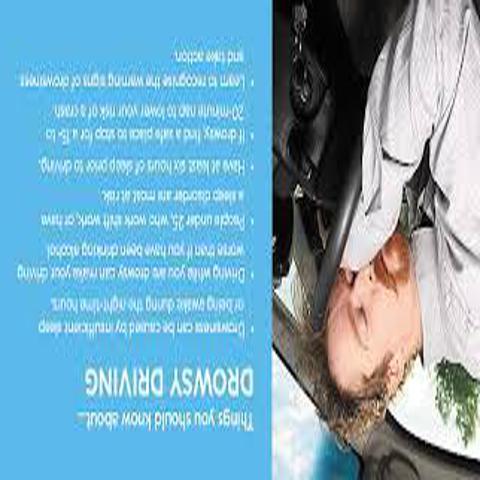 Things you should know about...
DROWSY DRIVING
• Drowsiness can be caused by insufficient sleep
or being awake during the night-time hours.
• Driving while you are drowsy can make your driving
worse than if you have been drinking alcohol.
• People under 25, who work shift work, or have
a sleep disorder are most at risk.
• Have at least six hours of sleep prior to driving.
• If drowsy, find a safe place to stop for a 15- to
20-minute nap to lower your risk of a crash.
• Learn to recognise the warning signs of drowsiness
and take action.